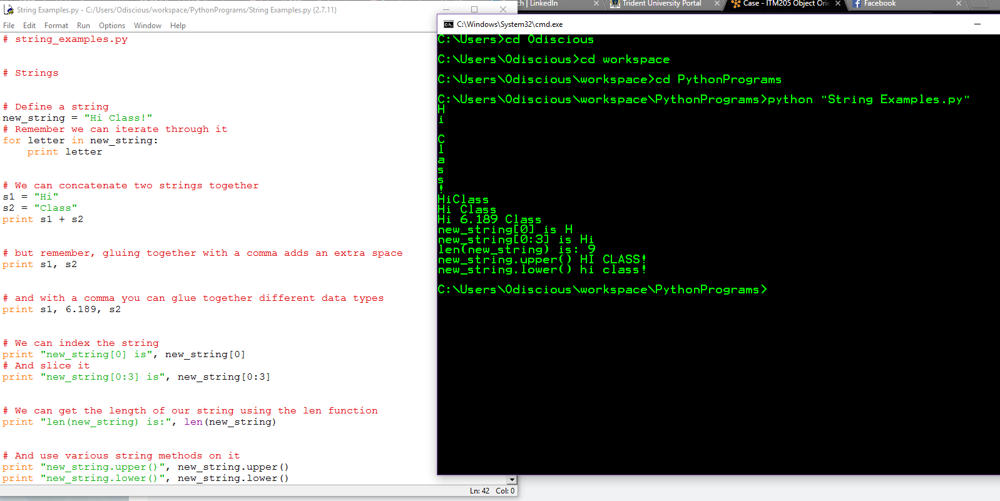 String Examples.py - C:/Users/Odiscious/workspace/PythonPrograms/String Examples.py (2.7.11)
File Edit Format Run Options Window Help
# string_examples.py
# Strings
# Define a string
new_string = "Hi Class!"
# Remember we can iterate through it
for letter in new_string:
    print letter
# We can concatenate two strings together
s1 = "Hi"
s2 = "Class"
print s1 + s2
# but remember, gluing together with a comma adds an extra space
print s1, s2
# and with a comma you can glue together different data types
print s1, 6.189, s2
# We can index the string
print "new_string[0] is", new_string[0]
# And slice it
print "new_string[0:3] is", new_string[0:3]
# We can get the length of our string using the len function
print "len(new_string) is:", len(new_string)
# And use various string methods on it
print "new_string.upper()", new_string.upper()
print "new_string.lower()", new_string.lower()
Ln: 42 Col: 0
| LinkedIn
Trident University Portal
Case - ITM205 Object
Facebook
C:\Windows\System32\cmd.exe
C:\Users>cd Odiscious
C:\Users\Odiscious>cd workspace
C:\Users\Odiscious\workspace>cd PythonPrograms
C:\Users\Odiscious\workspace\PythonPrograms>python "String Examples.py"
H
i
C
l
a
s
s
!
HiClass
Hi Class
Hi 6.189 Class
new_string[0] is H
new_string[0:3] is Hi
len(new_string) is: 9
new_string.upper() HI CLASS!
new_string.lower() hi class!
C:\Users\Odiscious\workspace\PythonPrograms>